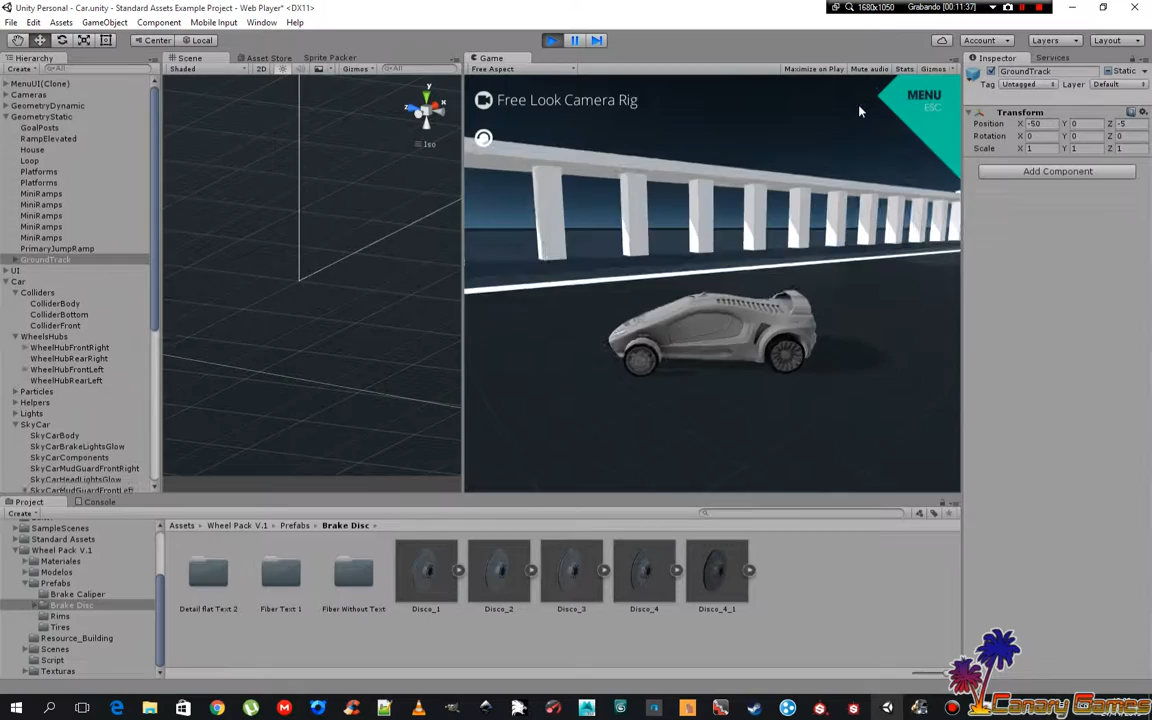 Unity Personal - Car.unity - Standard Assets Example Project - Web Player* <DX11>
1680x1050
Grabando [00:11:37]
File Edit Assets GameObject Component Mobile Input Window Help
Center Local
Account Layers Layout
Hierarchy
Create All
MenuUI(Clone)
Cameras
GeometryDynamic
GeometryStatic
GoalPosts
RampElevated
House
Loop
Platforms
Platforms
MiniRamps
MiniRamps
MiniRamps
MiniRamps
MiniRamps
PrimaryJumpRamp
GroundTrack
UI
Car
Colliders
ColliderBody
ColliderBottom
ColliderFront
WheelsHubs
WheelHubFrontRight
WheelHubRearRight
WheelHubFrontLeft
WheelHubRearLeft
Particles
Helpers
Lights
SkyCar
SkyCarBody
SkyCarBrakeLightsGlow
SkyCarComponents
SkyCarMudGuardFrontRight
SkyCarHeadLightsGlow
SkyCarMudGuardFrontLeft
Scene Asset Store Sprite Packer
Shaded 2D Gizmos All
y
z
x
Iso
Game
Free Aspect Maximize on Play Mute audio Stats Gizmos
Free Look Camera Rig
MENU
ESC
Inspector Services
GroundTrack Static
Tag Untagged Layer Default
Transform
Position X -50 Y 0 Z -5
Rotation X 0 Y 0 Z 0
Scale X 1 Y 1 Z 1
Add Component
Project Console
Create
SampleScenes
Standard Assets
Wheel Pack V.1
Materiales
Modelos
Prefabs
Brake Caliper
Brake Disc
Rims
Tires
Resource_Building
Scenes
Script
Texturas
Assets Wheel Pack V.1 Prefabs Brake Disc
Detail flat Text 2
Fiber Text 1
Fiber Without Text
Disco_1
Disco_2
Disco_3
Disco_4
Disco_4_1
Canary Games